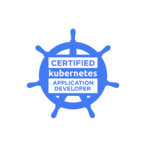 CERTIFIED
kubernetes
APPLICATION
DEVELOPER